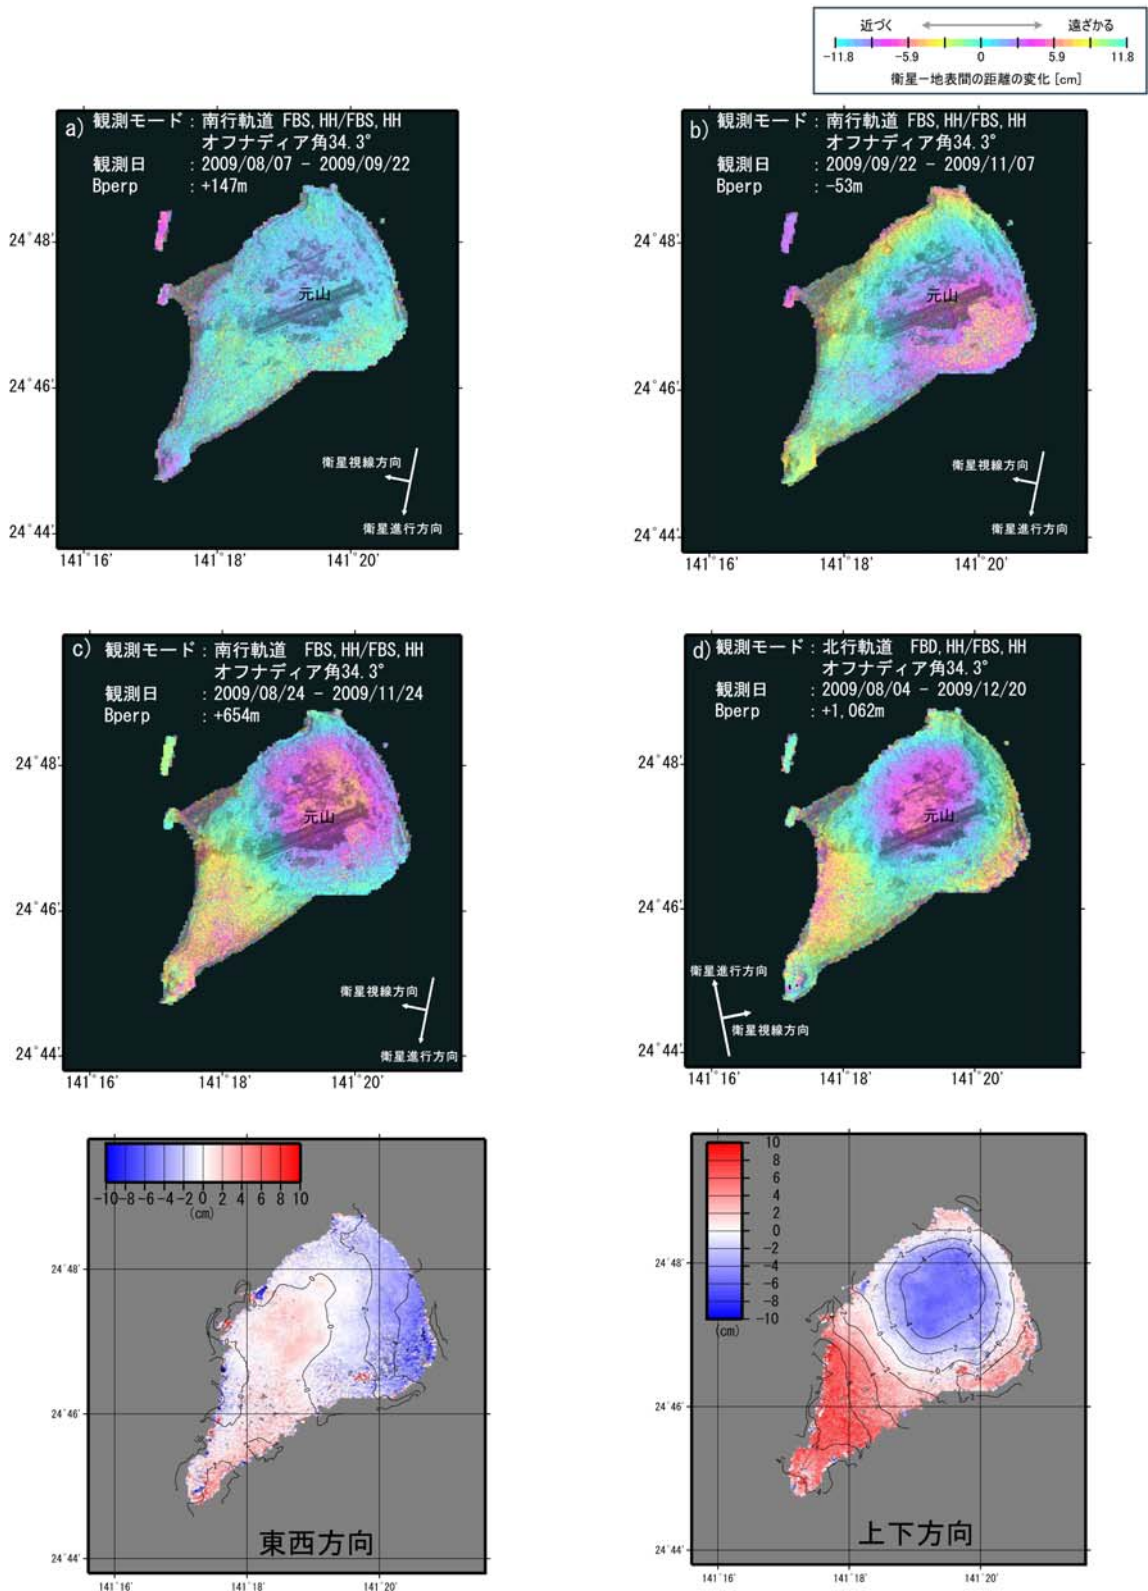 近づく 遠ざかる
-11.8 -5.9 0 5.9 11.8
衛星－地表間の距離の変化 [cm]
a) 観測モード : 南行軌道 FBS, HH/FBS, HH
オフナディア角34.3°
観測日 : 2009/08/07 - 2009/09/22
Bperp : +147m
24°48'
24°46'
24°44'
元山
衛星視線方向
衛星進行方向
141°16' 141°18' 141°20'
b) 観測モード : 南行軌道 FBS, HH/FBS, HH
オフナディア角34.3°
観測日 : 2009/09/22 - 2009/11/07
Bperp : -53m
24°48'
24°46'
24°44'
元山
衛星視線方向
衛星進行方向
141°16' 141°18' 141°20'
c) 観測モード : 南行軌道 FBS, HH/FBS, HH
オフナディア角34.3°
観測日 : 2009/08/24 - 2009/11/24
Bperp : +654m
24°48'
24°46'
24°44'
元山
衛星視線方向
衛星進行方向
141°16' 141°18' 141°20'
d) 観測モード : 北行軌道 FBD, HH/FBS, HH
オフナディア角34.3°
観測日 : 2009/08/04 - 2009/12/20
Bperp : +1,062m
24°48'
24°46'
24°44'
元山
衛星進行方向
衛星視線方向
141°16' 141°18' 141°20'
-10 -8 -6 -4 -2 0 2 4 6 8 10
(cm)
24°48'
24°46'
24°44'
東西方向
141°16' 141°18' 141°20'
10
8
6
4
2
0
-2
-4
-6
-8
-10
(cm)
24°48'
24°46'
24°44'
上下方向
141°16' 141°18' 141°20'